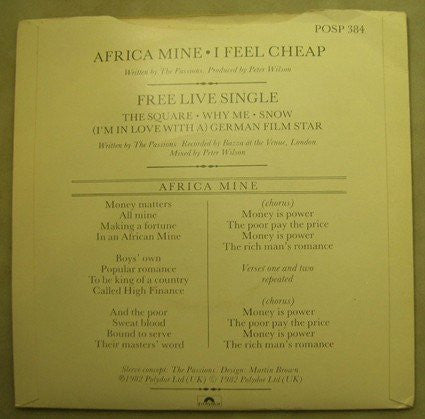 POSP 384
AFRICA MINE • I FEEL CHEAP
Written by The Passions. Produced by Peter Wilson
FREE LIVE SINGLE
THE SQUARE • WHY ME • SNOW
(I'M IN LOVE WITH A) GERMAN FILM STAR
Written by The Passions. Recorded by Bazza at the Venue, London.
Mixed by Peter Wilson
AFRICA MINE
Money matters
All mine
Making a fortune
In an African Mine
Boys' own
Popular romance
To be king of a country
Called High Finance
And the poor
Sweat blood
Bound to serve
Their masters' word
(chorus)
Money is power
The poor pay the price
Money is power
The rich man's romance
Verses one and two
repeated
(chorus)
Money is power
The poor pay the price
Money is power
The rich man's romance
Sleeve concept: The Passions. Design: Martin Brown
℗1982 Polydor Ltd (UK) © 1982 Polydor Ltd (UK)
polydor